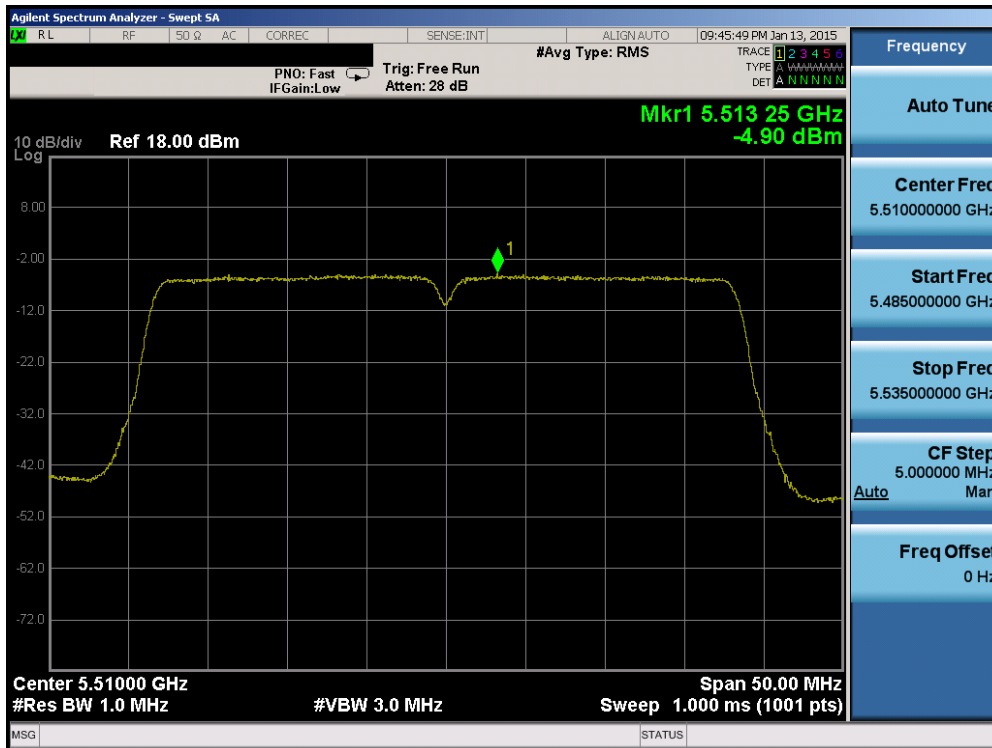 Agilent Spectrum Analyzer - Swept SA
LXI RL RF 50 Ω AC CORREC SENSE:INT ALIGN AUTO 09:45:49 PM Jan 13, 2015
PNO: Fast Trig: Free Run #Avg Type: RMS TRACE 1 2 3 4 5 6
IFGain:Low Atten: 28 dB TYPE A WWWWW
DET A N N N N N
Mkr1 5.513 25 GHz
-4.90 dBm
10 dB/div Ref 18.00 dBm
Log
8.00
1
-2.00
-12.0
-22.0
-32.0
-42.0
-52.0
-62.0
-72.0
Center 5.51000 GHz Span 50.00 MHz
#Res BW 1.0 MHz #VBW 3.0 MHz Sweep 1.000 ms (1001 pts)
MSG STATUS
Frequency
Auto Tune
Center Freq
5.510000000 GHz
Start Freq
5.485000000 GHz
Stop Freq
5.535000000 GHz
CF Step
5.000000 MHz
Auto Man
Freq Offset
0 Hz